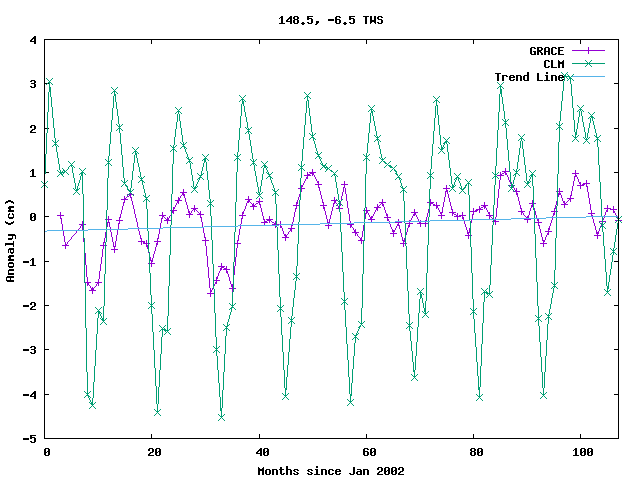 148.5, -6.5 TWS
GRACE
CLM
Trend Line
4
3
2
1
0
-1
-2
-3
-4
-5
Anomaly (cm)
0 20 40 60 80 100
Months since Jan 2002